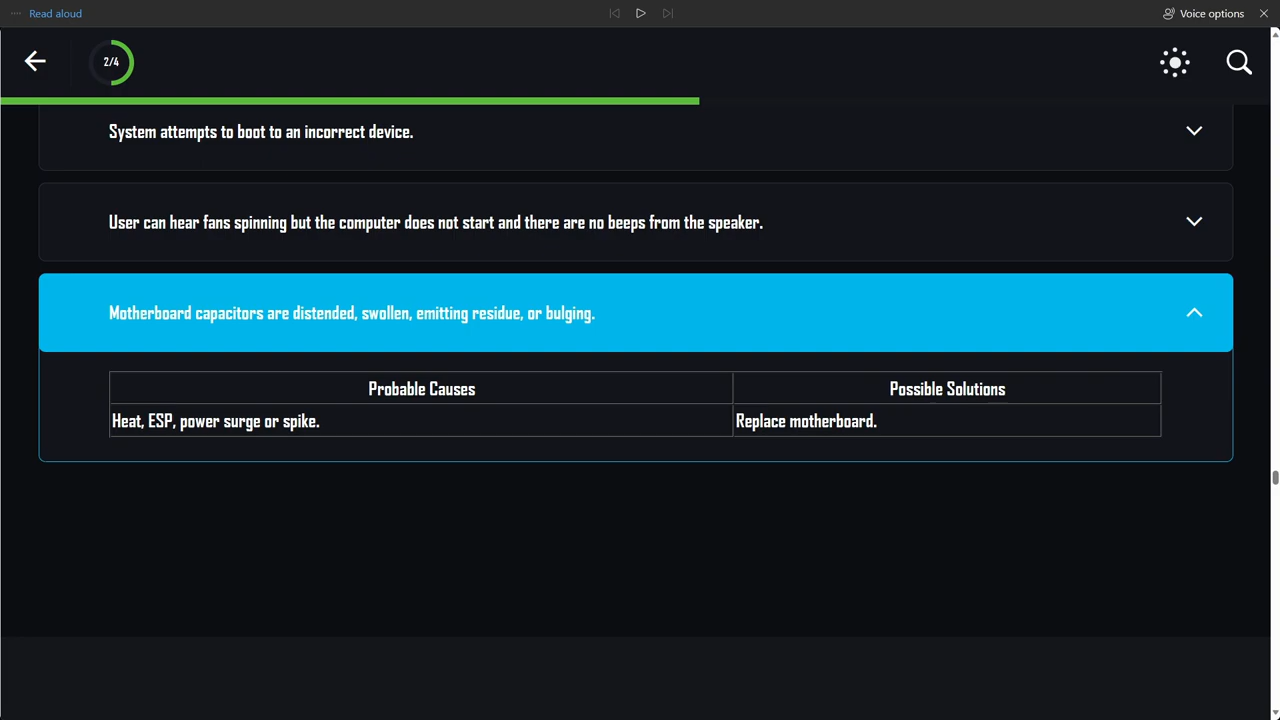 Read aloud
Voice options
2/4
System attempts to boot to an incorrect device.
User can hear fans spinning but the computer does not start and there are no beeps from the speaker.
Motherboard capacitors are distended, swollen, emitting residue, or bulging.
Probable Causes
Possible Solutions
Heat, ESP, power surge or spike.
Replace motherboard.